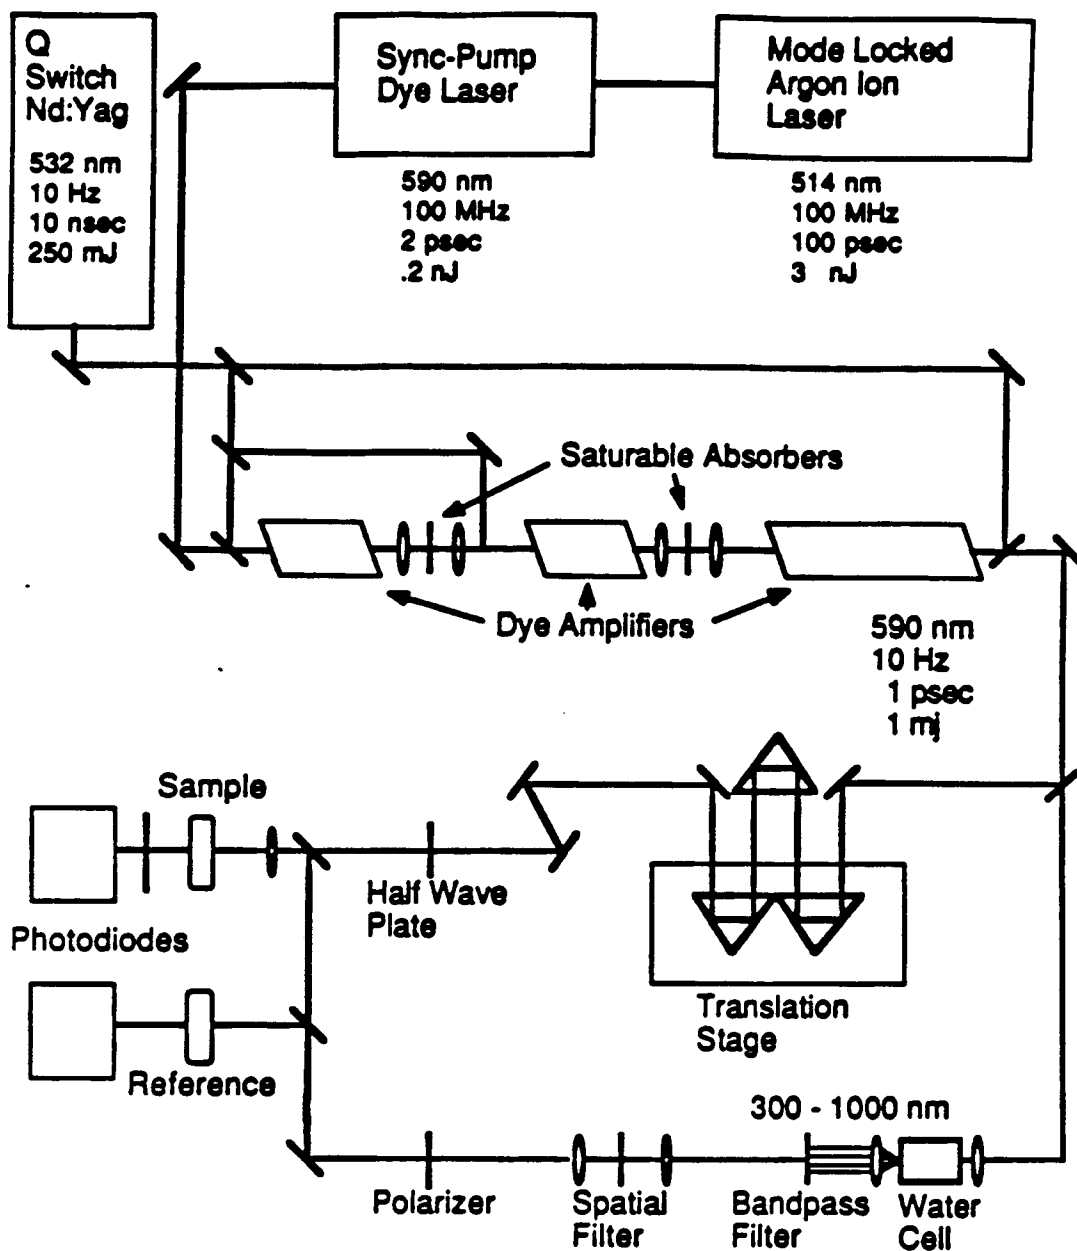 Q
Switch
Nd:Yag
532 nm
10 Hz
10 nsec
250 mJ
Sync-Pump
Dye Laser
590 nm
100 MHz
2 psec
.2 nJ
Mode Locked
Argon Ion
Laser
514 nm
100 MHz
100 psec
3 nJ
Saturable Absorbers
Dye Amplifiers
590 nm
10 Hz
1 psec
1 mj
Sample
Half Wave
Plate
Photodiodes
Translation
Stage
Reference
300 - 1000 nm
Polarizer
Spatial
Filter
Bandpass
Filter
Water
Cell